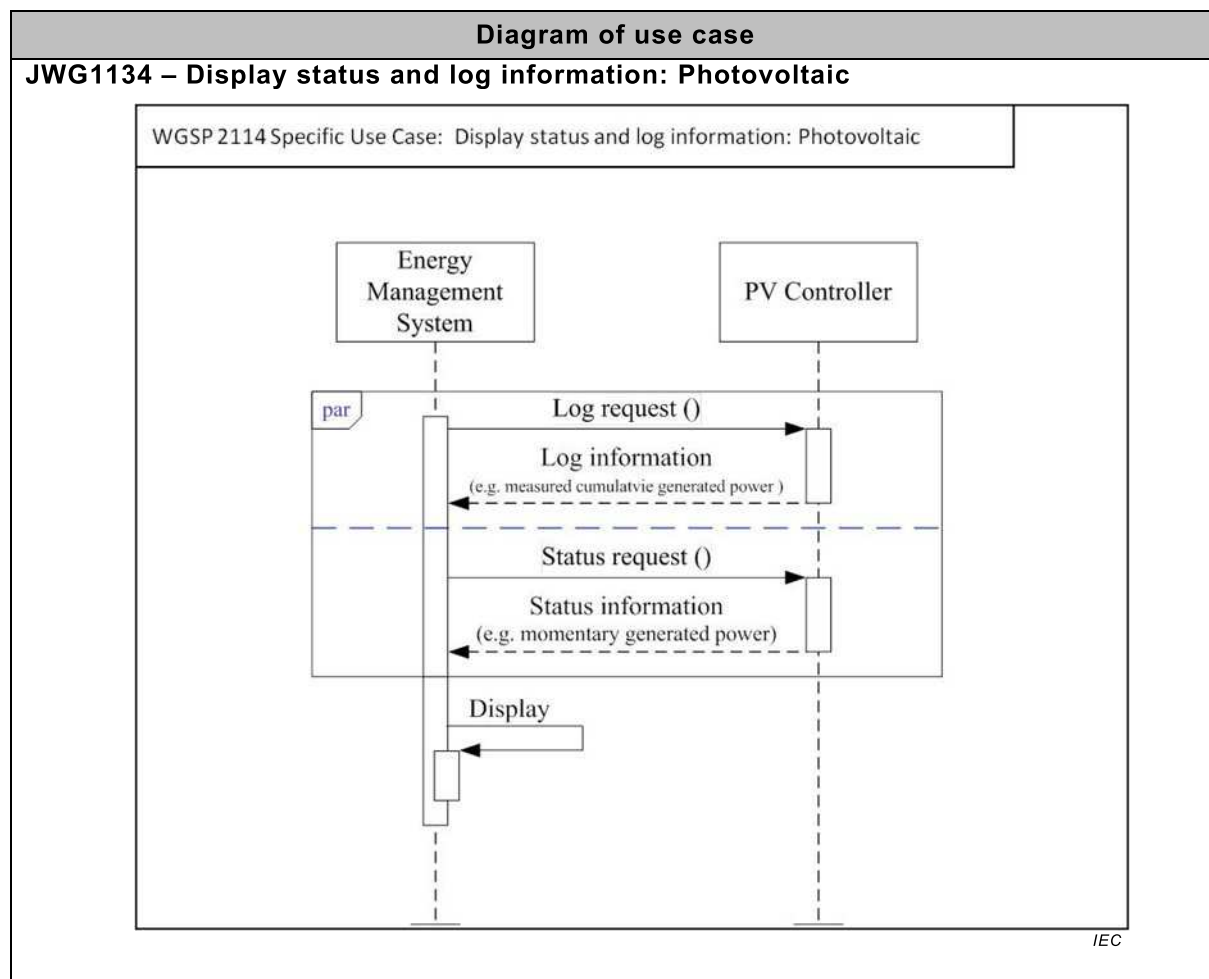 Diagram of use case
JWG1134 – Display status and log information: Photovoltaic
WGSP 2114 Specific Use Case: Display status and log information: Photovoltaic
Energy
Management
System
PV Controller
par
Log request ()
Log information
(e.g. measured cumulatvie generated power )
Status request ()
Status information
(e.g. momentary generated power)
Display
IEC